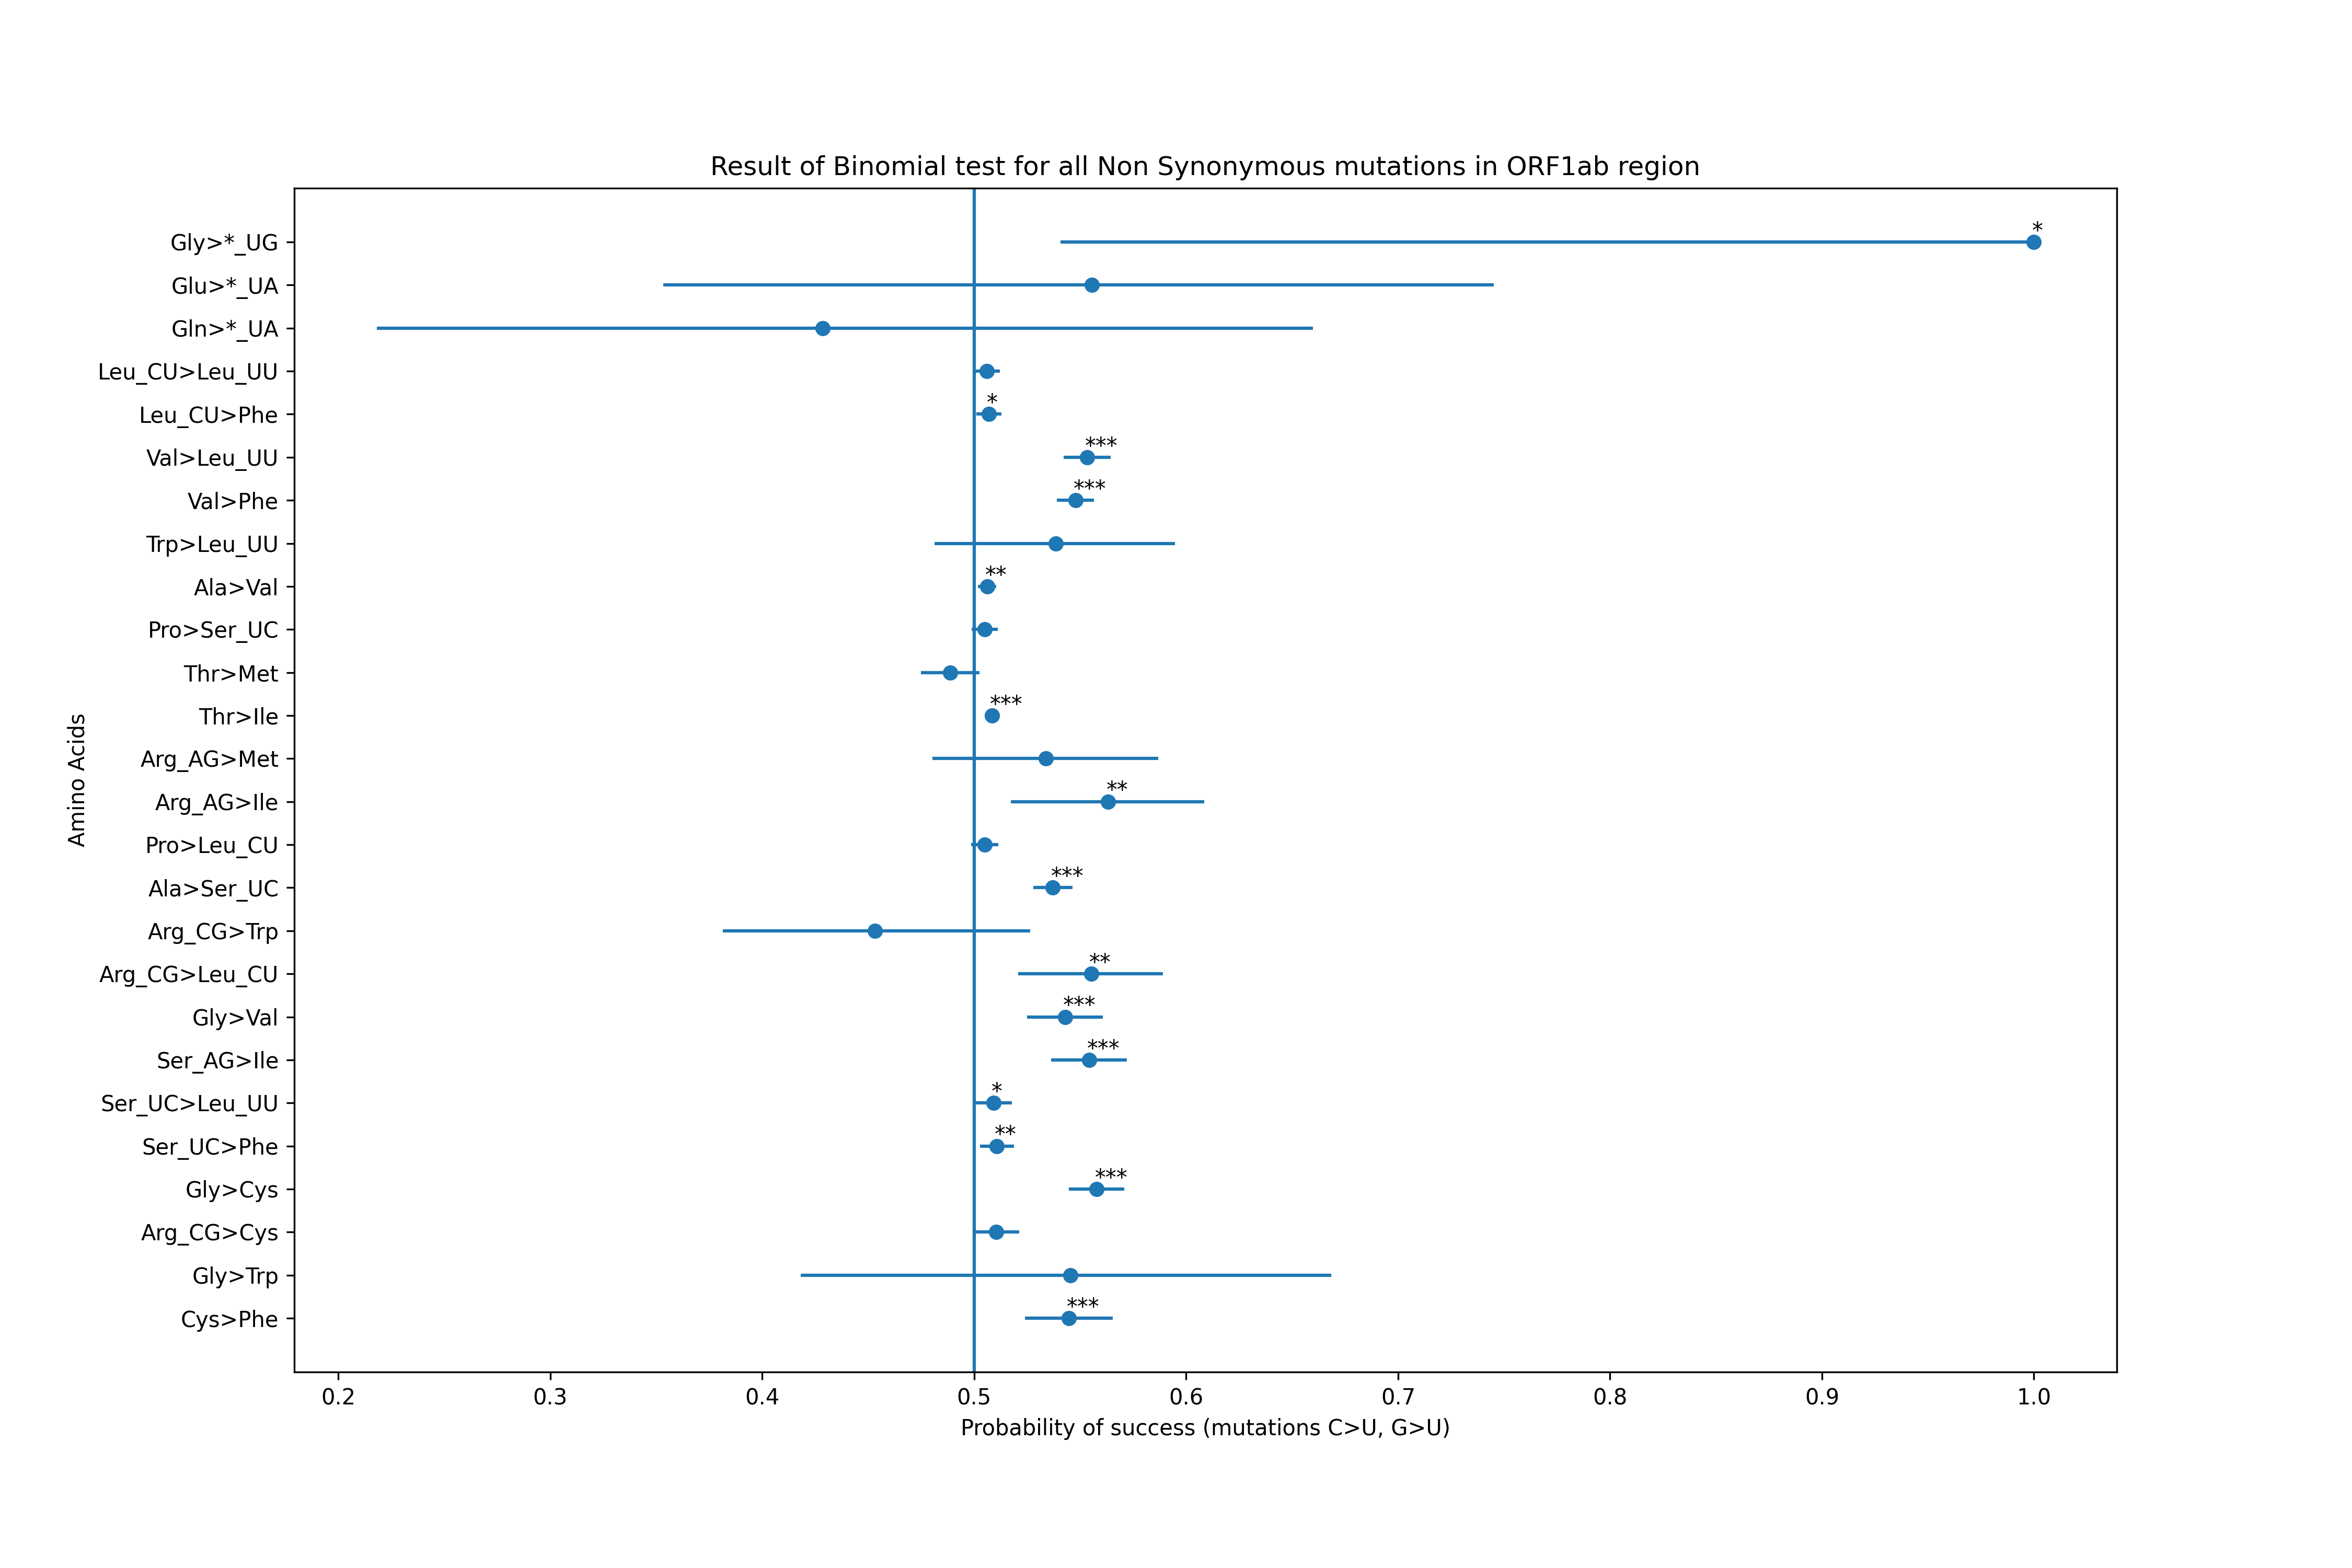 Result of Binomial test for all Non Synonymous mutations in ORF1ab region
Gly>*_UG
*
Glu>*_UA
Gln>*_UA
Leu_CU>Leu_UU
Leu_CU>Phe
*
Val>Leu_UU
***
Val>Phe
***
Trp>Leu_UU
Ala>Val
**
Pro>Ser_UC
Thr>Met
Thr>Ile
***
Arg_AG>Met
Arg_AG>Ile
**
Pro>Leu_CU
Ala>Ser_UC
***
Arg_CG>Trp
Arg_CG>Leu_CU
**
Gly>Val
***
Ser_AG>Ile
***
Ser_UC>Leu_UU
*
Ser_UC>Phe
**
Gly>Cys
***
Arg_CG>Cys
Gly>Trp
Cys>Phe
***
Amino Acids
0.2 0.3 0.4 0.5 0.6 0.7 0.8 0.9 1.0
Probability of success (mutations C>U, G>U)